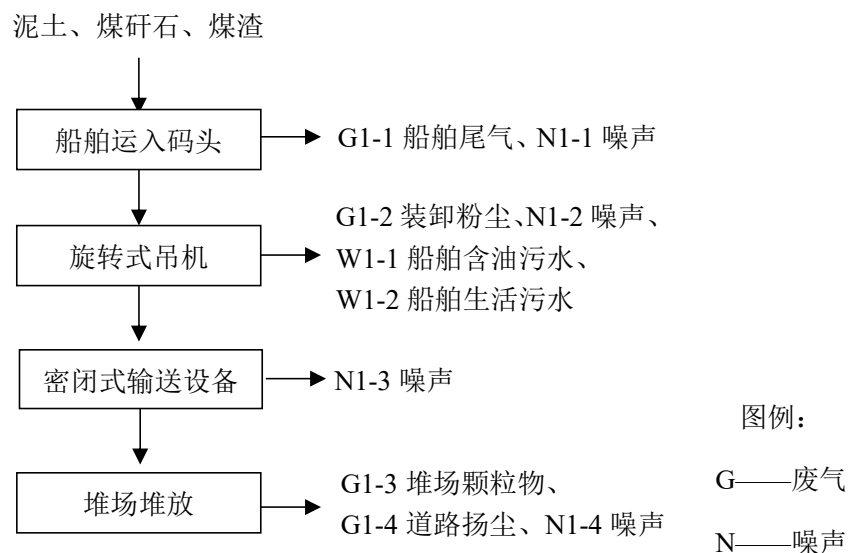 泥土、煤矸石、煤渣
船舶运入码头
G1-1 船舶尾气、N1-1 噪声
旋转式吊机
G1-2 装卸粉尘、N1-2 噪声、
W1-1 船舶含油污水、
W1-2 船舶生活污水
密闭式输送设备
N1-3 噪声
堆场堆放
G1-3 堆场颗粒物、
G1-4 道路扬尘、N1-4 噪声
图例：
G——废气
N——噪声